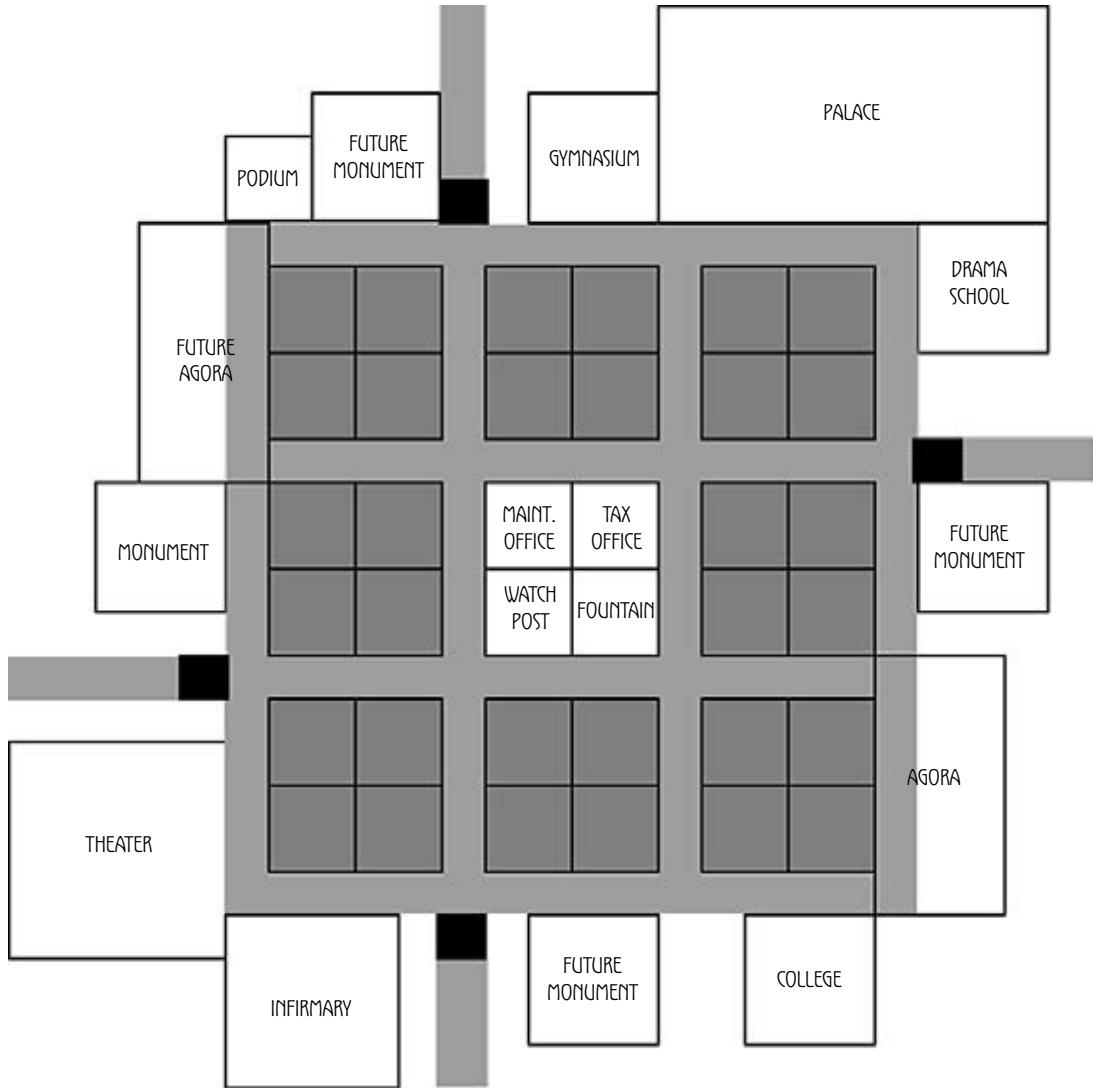 PALACE
FUTURE
MONUMENT
GYMNASIUM
PODIUM
DRAMA
SCHOOL
FUTURE
AGORA
MAINT.
OFFICE
TAX
OFFICE
MONUMENT
FUTURE
MONUMENT
WATCH
POST
FOUNTAIN
AGORA
THEATER
FUTURE
MONUMENT
COLLEGE
INFIRMARY